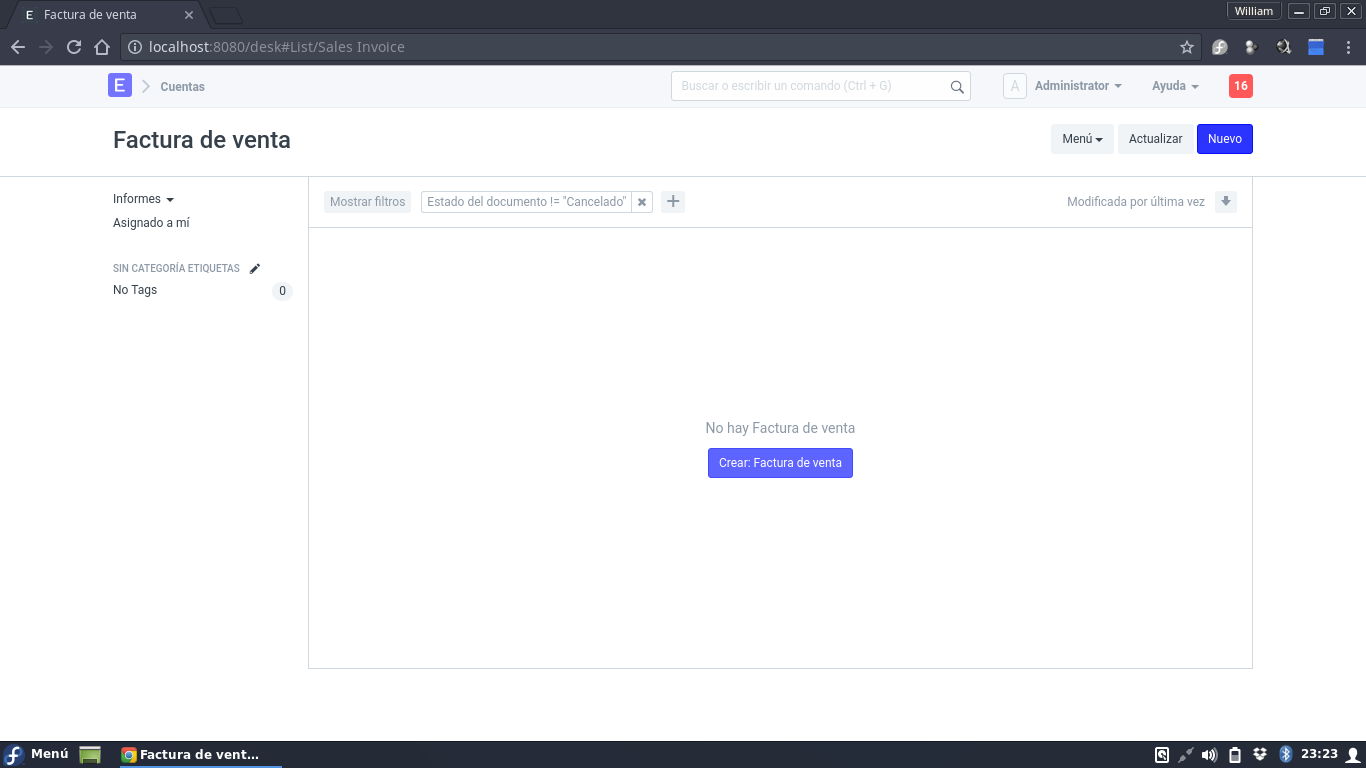 E Factura de venta
William
localhost:8080/desk#List/Sales Invoice
E Cuentas
Buscar o escribir un comando (Ctrl + G)
A Administrator
Ayuda
16
Factura de venta
Menú
Actualizar
Nuevo
Informes
Asignado a mí
SIN CATEGORÍA ETIQUETAS
No Tags
0
Mostrar filtros
Estado del documento != "Cancelado"
Modificada por última vez
No hay Factura de venta
Crear: Factura de venta
Menú
Factura de vent...
23:23